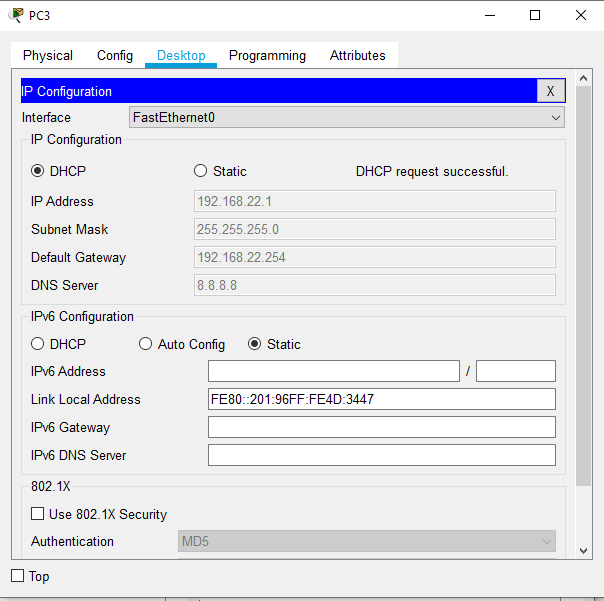 PC3
Physical Config Desktop Programming Attributes
IP Configuration X
Interface FastEthernet0
IP Configuration
DHCP Static DHCP request successful.
IP Address 192.168.22.1
Subnet Mask 255.255.255.0
Default Gateway 192.168.22.254
DNS Server 8.8.8.8
IPv6 Configuration
DHCP Auto Config Static
IPv6 Address /
Link Local Address FE80::201:96FF:FE4D:3447
IPv6 Gateway
IPv6 DNS Server
802.1X
Use 802.1X Security
Authentication MD5
Top